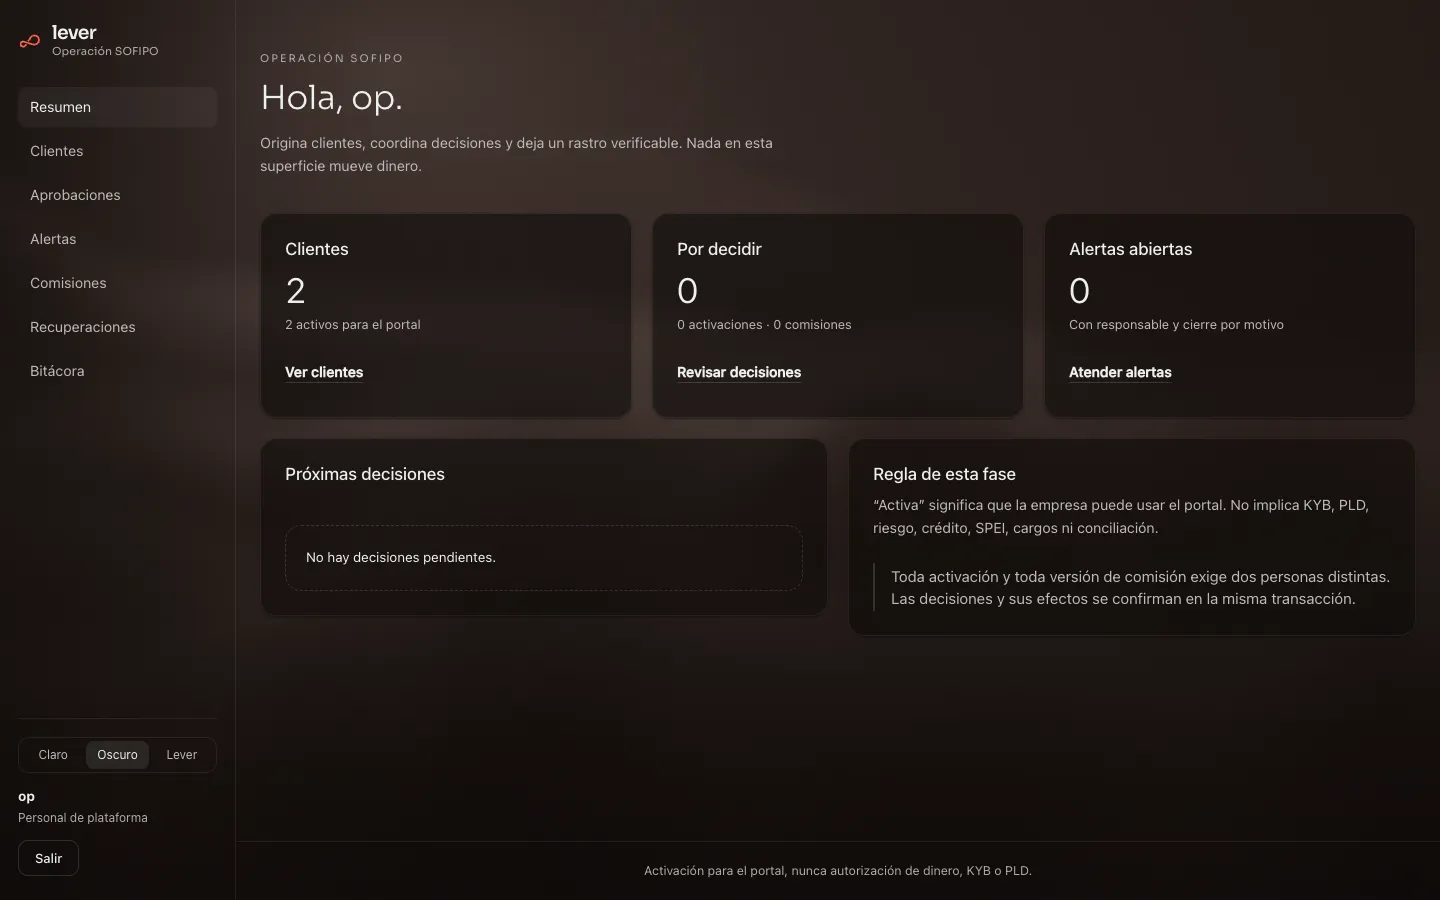 lever
Operación SOFIPO
Resumen
Clientes
Aprobaciones
Alertas
Comisiones
Recuperaciones
Bitácora
Claro
Oscuro
Lever
op
Personal de plataforma
Salir
OPERACIÓN SOFIPO
Hola, op.
Origina clientes, coordina decisiones y deja un rastro verificable. Nada en esta
superficie mueve dinero.
Clientes
2
2 activos para el portal
Ver clientes
Por decidir
0
0 activaciones · 0 comisiones
Revisar decisiones
Alertas abiertas
0
Con responsable y cierre por motivo
Atender alertas
Próximas decisiones
No hay decisiones pendientes.
Regla de esta fase
“Activa” significa que la empresa puede usar el portal. No implica KYB, PLD,
riesgo, crédito, SPEI, cargos ni conciliación.
Toda activación y toda versión de comisión exige dos personas distintas.
Las decisiones y sus efectos se confirman en la misma transacción.
Activación para el portal, nunca autorización de dinero, KYB o PLD.